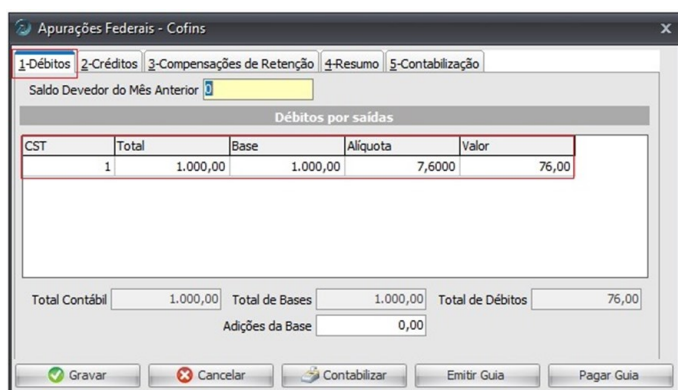 Apurações Federais - Cofins x
1-Débitos 2-Créditos 3-Compensações de Retenção 4-Resumo 5-Contabilização
Saldo Devedor do Mês Anterior 0
Débitos por saídas
CST Total Base Alíquota Valor
1 1.000,00 1.000,00 7,6000 76,00
Total Contábil 1.000,00 Total de Bases 1.000,00 Total de Débitos 76,00
Adições da Base 0,00
Gravar Cancelar Contabilizar Emitir Guia Pagar Guia